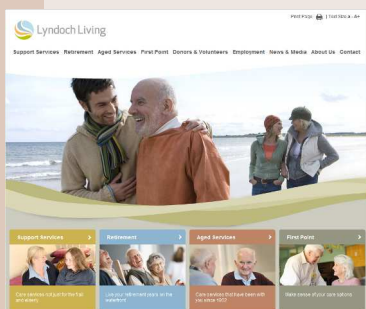 Print Page | Text Size a - A+
Lyndoch Living
Support Services Retirement Aged Services First Point Donors & Volunteers Employment News & Media About Us Contact
Support Services
Retirement
Aged Services
First Point
Care services not just for the frail and elderly
Live your retirement years on the waterfront
Care services that have been with you since 1952
Make sense of your care options